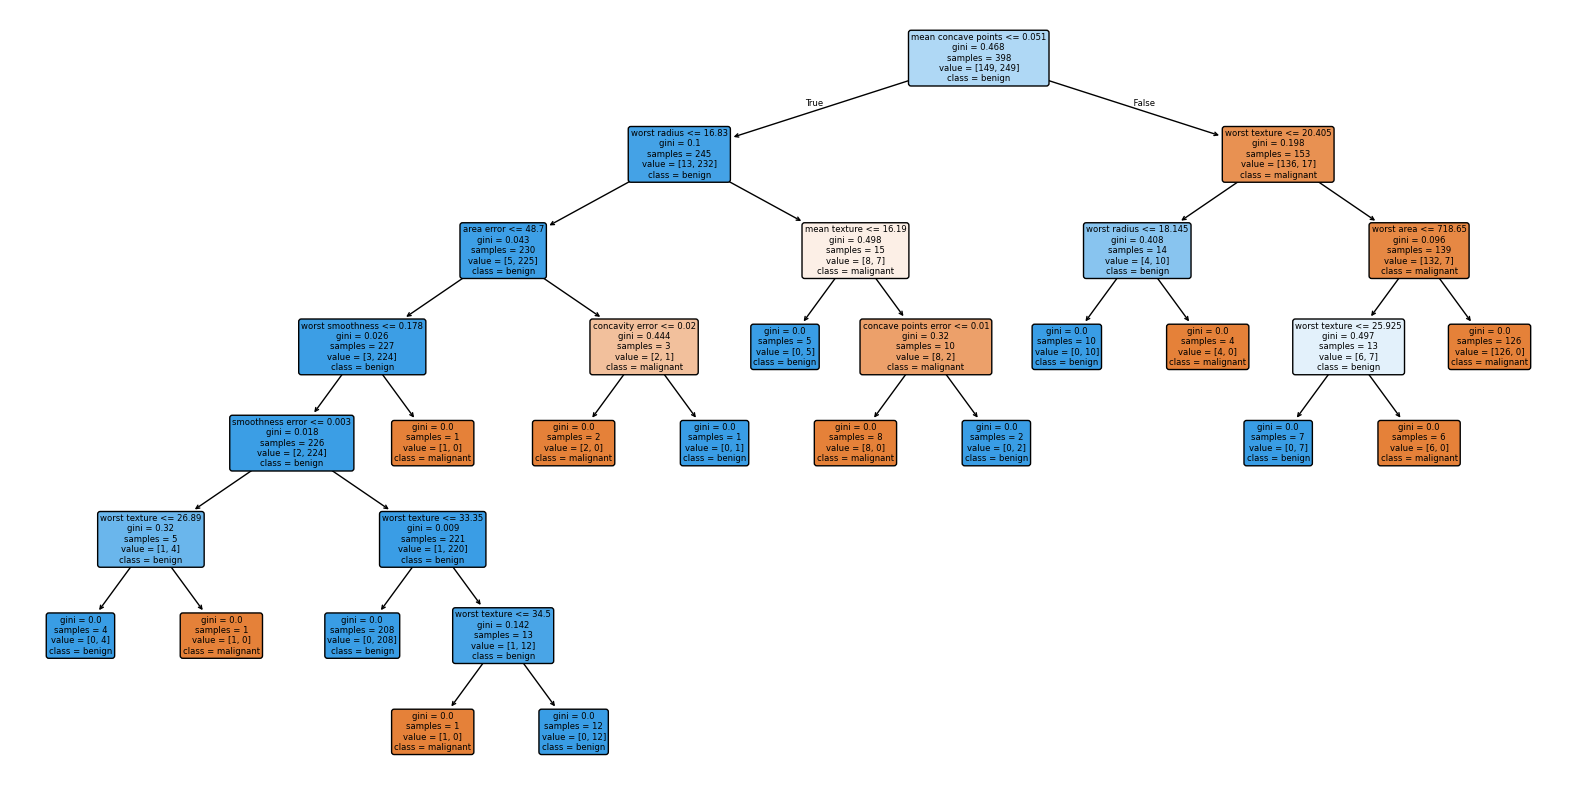 mean concave points <= 0.051
gini = 0.468
samples = 398
value = [149, 249]
class = benign
True
False
worst radius <= 16.83
gini = 0.1
samples = 245
value = [13, 232]
class = benign
worst texture <= 20.405
gini = 0.198
samples = 153
value = [136, 17]
class = malignant
area error <= 48.7
gini = 0.043
samples = 230
value = [5, 225]
class = benign
mean texture <= 16.19
gini = 0.498
samples = 15
value = [8, 7]
class = malignant
worst radius <= 18.145
gini = 0.408
samples = 14
value = [4, 10]
class = benign
worst area <= 718.65
gini = 0.096
samples = 139
value = [132, 7]
class = malignant
worst smoothness <= 0.178
gini = 0.026
samples = 227
value = [3, 224]
class = benign
concavity error <= 0.02
gini = 0.444
samples = 3
value = [2, 1]
class = malignant
gini = 0.0
samples = 5
value = [0, 5]
class = benign
concave points error <= 0.01
gini = 0.32
samples = 10
value = [8, 2]
class = malignant
gini = 0.0
samples = 10
value = [0, 10]
class = benign
gini = 0.0
samples = 4
value = [4, 0]
class = malignant
worst texture <= 25.925
gini = 0.497
samples = 13
value = [6, 7]
class = benign
gini = 0.0
samples = 126
value = [126, 0]
class = malignant
smoothness error <= 0.003
gini = 0.018
samples = 226
value = [2, 224]
class = benign
gini = 0.0
samples = 1
value = [1, 0]
class = malignant
gini = 0.0
samples = 2
value = [2, 0]
class = malignant
gini = 0.0
samples = 1
value = [0, 1]
class = benign
gini = 0.0
samples = 8
value = [8, 0]
class = malignant
gini = 0.0
samples = 2
value = [0, 2]
class = benign
gini = 0.0
samples = 7
value = [0, 7]
class = benign
gini = 0.0
samples = 6
value = [6, 0]
class = malignant
worst texture <= 26.89
gini = 0.32
samples = 5
value = [1, 4]
class = benign
worst texture <= 33.35
gini = 0.009
samples = 221
value = [1, 220]
class = benign
gini = 0.0
samples = 4
value = [0, 4]
class = benign
gini = 0.0
samples = 1
value = [1, 0]
class = malignant
gini = 0.0
samples = 208
value = [0, 208]
class = benign
worst texture <= 34.5
gini = 0.142
samples = 13
value = [1, 12]
class = benign
gini = 0.0
samples = 1
value = [1, 0]
class = malignant
gini = 0.0
samples = 12
value = [0, 12]
class = benign